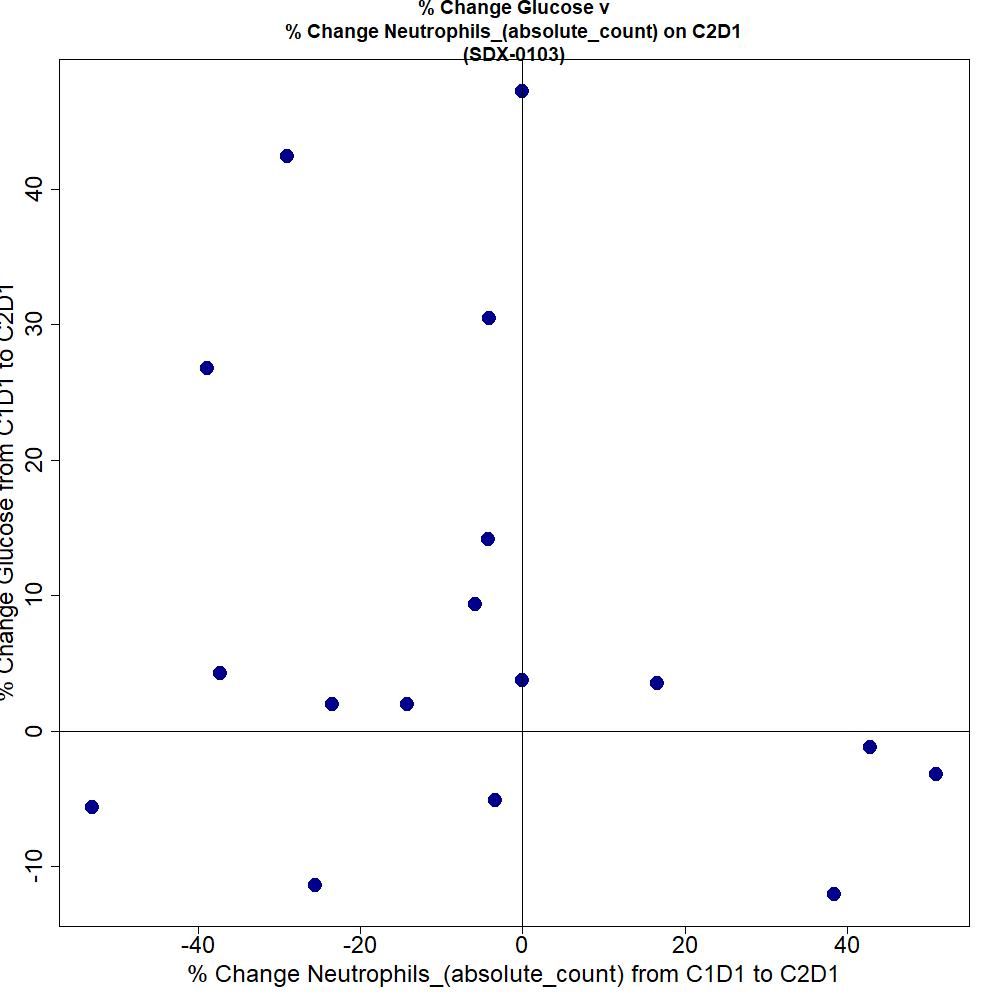 % Change Glucose v
% Change Neutrophils_(absolute_count) on C2D1
(SDX-0103)
% Change Glucose from C1D1 to C2D1
40
30
20
10
0
-10
-40
-20
0
20
40
% Change Neutrophils_(absolute_count) from C1D1 to C2D1